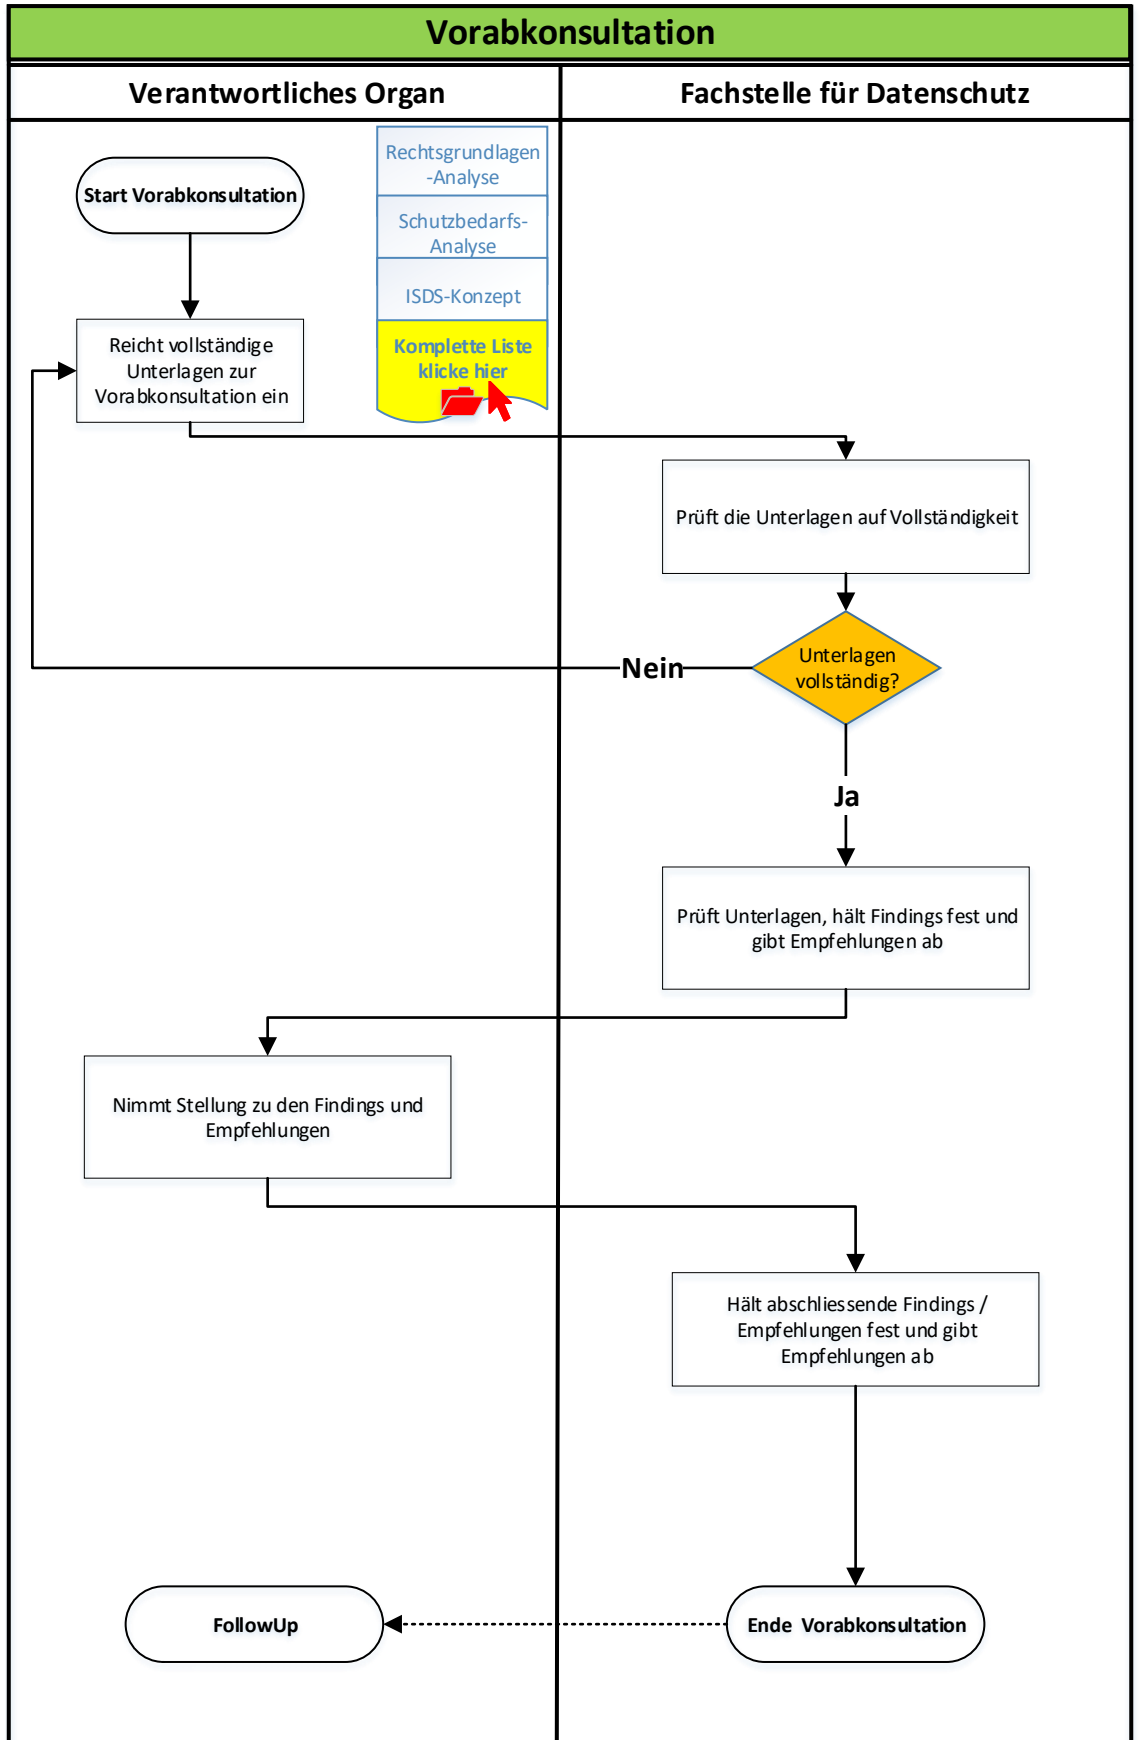 Vorabkonsultation
Verantwortliches Organ
Fachstelle für Datenschutz
Rechtsgrundlagen
-Analyse
Schutzbedarfs-
Analyse
ISDS-Konzept
Komplette Liste
klicke hier
Start Vorabkonsultation
Reicht vollständige
Unterlagen zur
Vorabkonsultation ein
Prüft die Unterlagen auf Vollständigkeit
Unterlagen
vollständig?
Nein
Ja
Prüft Unterlagen, hält Findings fest und
gibt Empfehlungen ab
Nimmt Stellung zu den Findings und
Empfehlungen
Hält abschliessende Findings /
Empfehlungen fest und gibt
Empfehlungen ab
FollowUp
Ende Vorabkonsultation